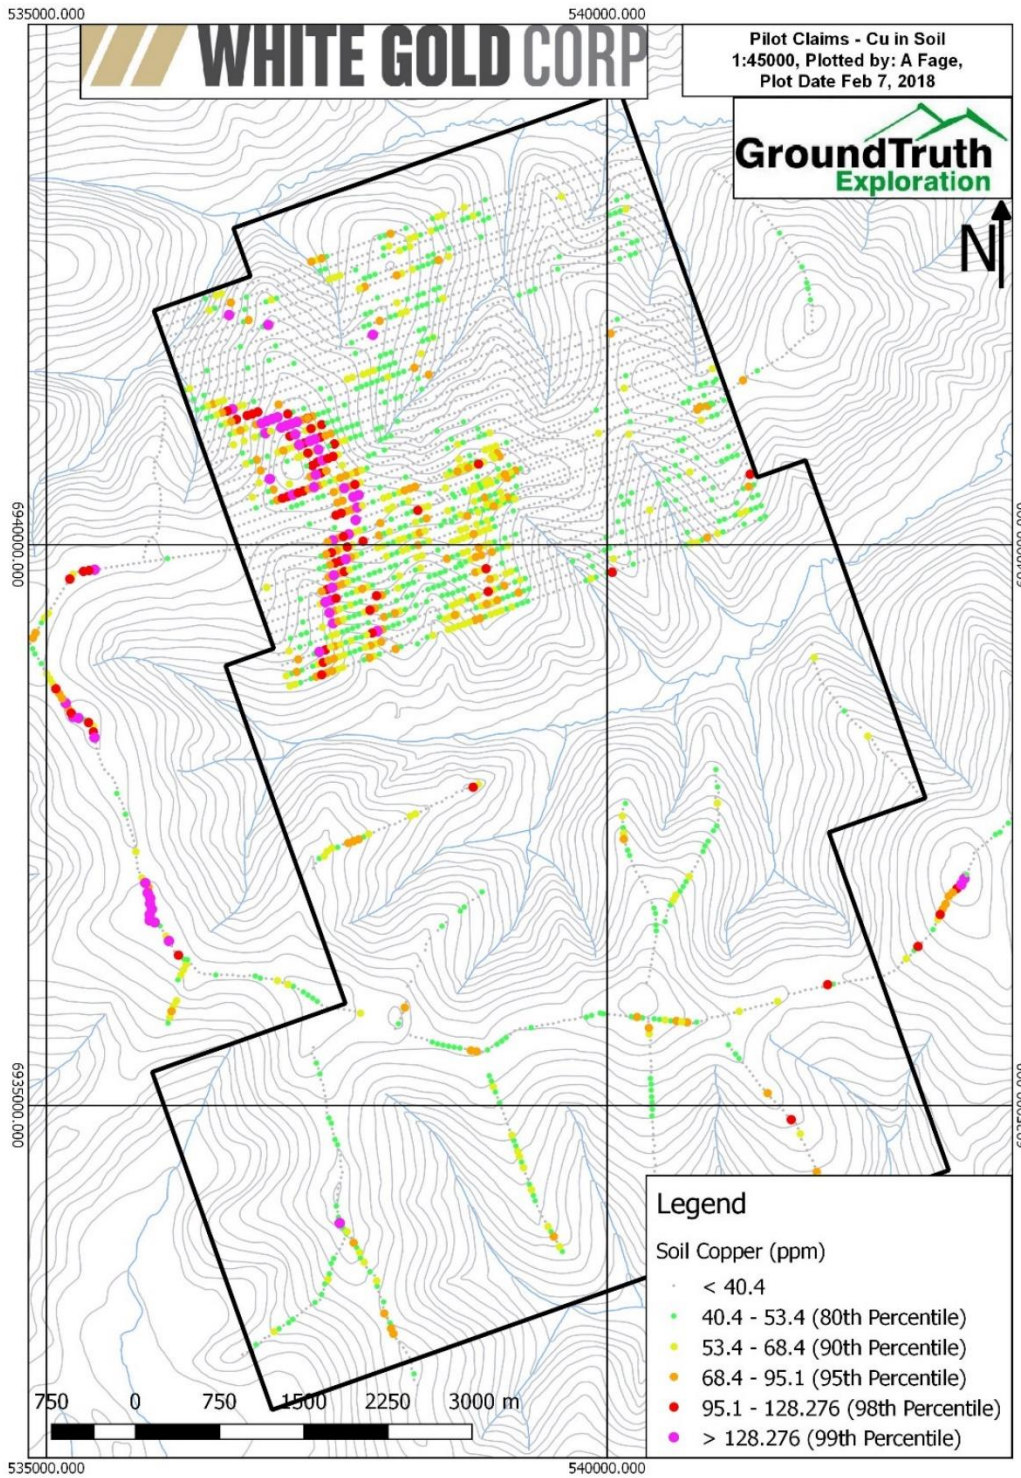 535000.000
540000.000
WHITE GOLD CORP
Pilot Claims - Cu in Soil
1:45000, Plotted by: A Fage,
Plot Date Feb 7, 2018
GroundTruth
Exploration
N
6940000.000
6935000.000
Legend
Soil Copper (ppm)
< 40.4
40.4 - 53.4 (80th Percentile)
53.4 - 68.4 (90th Percentile)
68.4 - 95.1 (95th Percentile)
95.1 - 128.276 (98th Percentile)
> 128.276 (99th Percentile)
750 0 750 1500 2250 3000 m
535000.000
540000.000